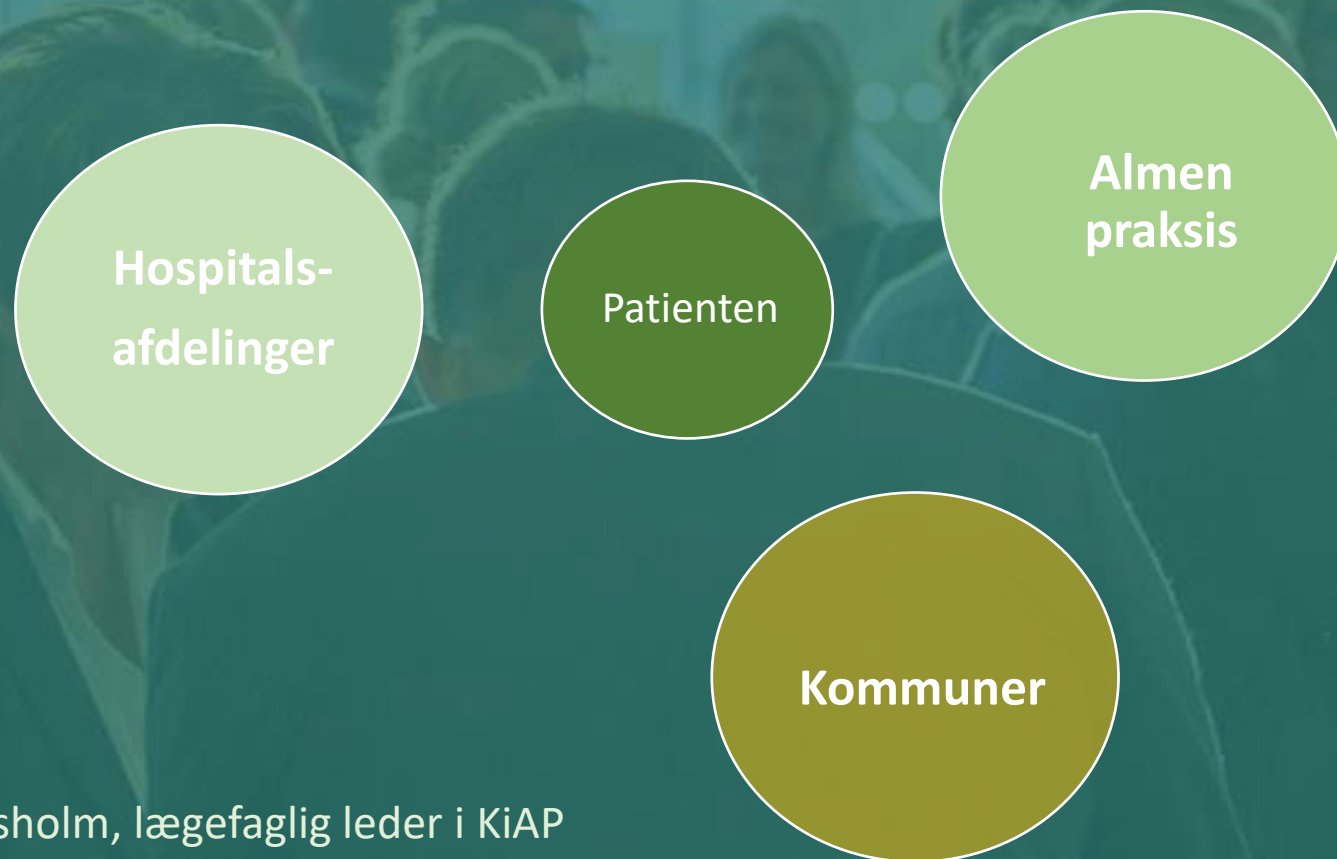 Hospitals-
afdelinger
Patienten
Almen
praksis
Kommuner
sholm, lægefaglig leder i KiAP